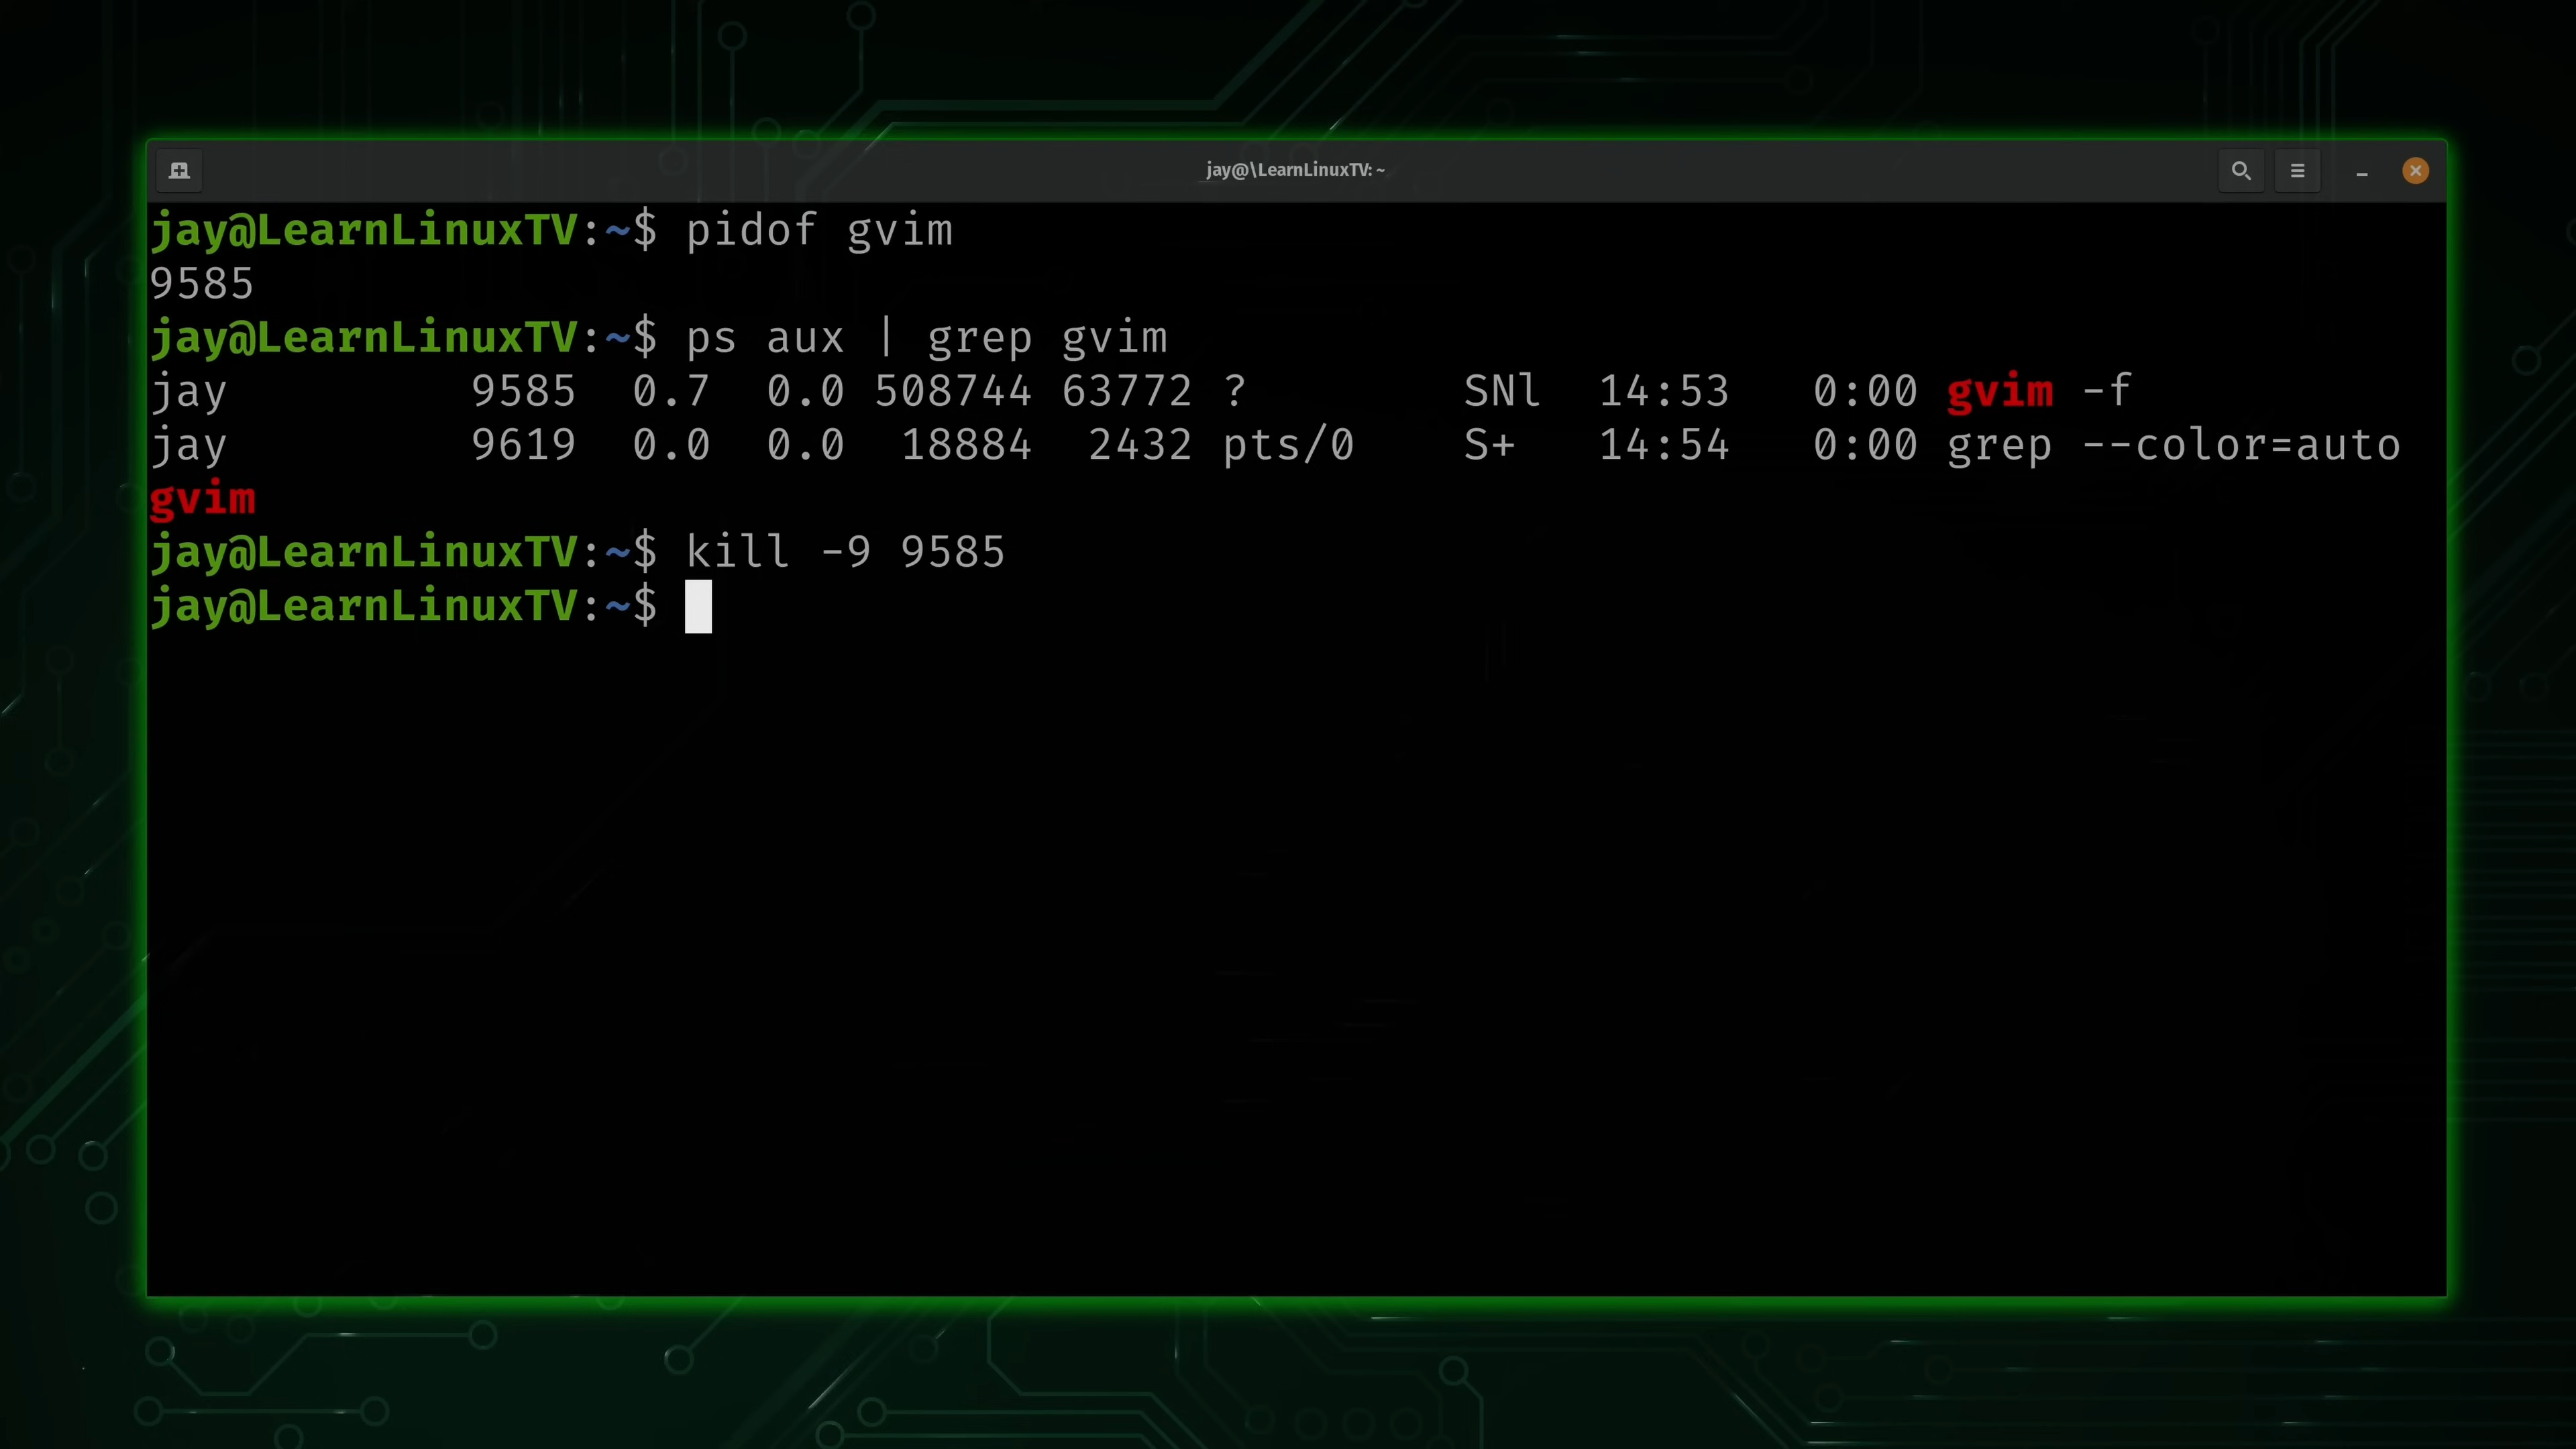 jay@\LearnLinuxTV: ~
jay@LearnLinuxTV:~$ pidof gvim
9585
jay@LearnLinuxTV:~$ ps aux | grep gvim
jay         9585  0.7  0.0 508744 63772 ?        SNl  14:53   0:00 gvim -f
jay         9619  0.0  0.0  18884  2432 pts/0    S+   14:54   0:00 grep --color=auto
gvim
jay@LearnLinuxTV:~$ kill -9 9585
jay@LearnLinuxTV:~$